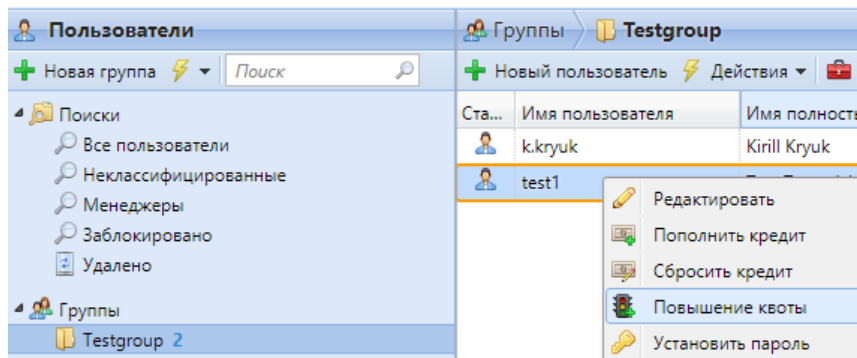 Пользователи
Группы Testgroup
Новая группа Поиск
Новый пользователь Действия
Поиски
Все пользователи
Неклассифицированные
Менеджеры
Заблокировано
Удалено
Группы
Testgroup 2
Ста... Имя пользователя Имя полность
k.kryuk Kirill Kryuk
test1
Редактировать
Пополнить кредит
Сбросить кредит
Повышение квоты
Установить пароль